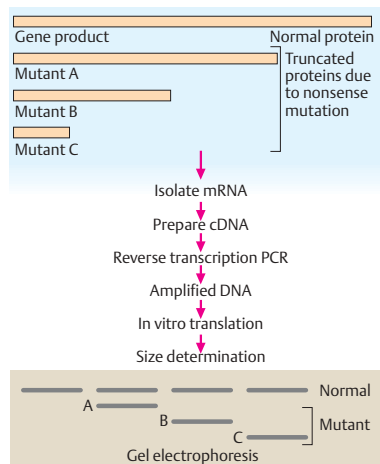 Gene product Normal protein
Mutant A
Truncated
proteins due
to nonsense
mutation
Mutant B
Mutant C
Isolate mRNA
Prepare cDNA
Reverse transcription PCR
Amplified DNA
In vitro translation
Size determination
Normal
A
B
Mutant
C
Gel electrophoresis